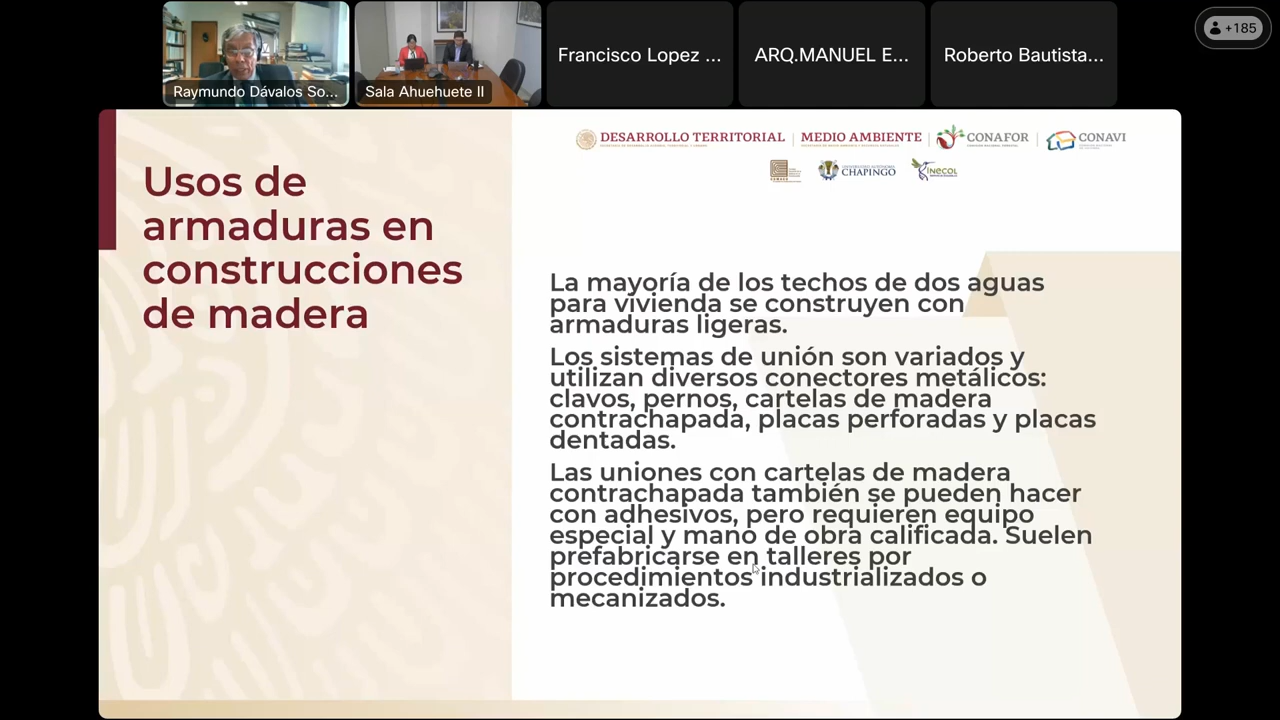 +185
Raymundo Dávalos So...
Sala Ahuehuete II
Francisco Lopez ...
ARQ.MANUEL E...
Roberto Bautista...
DESARROLLO TERRITORIAL
MEDIO AMBIENTE
CONAFOR
CONAVI
CHAPINGO
INECOL
Usos de
armaduras en
construcciones
de madera
La mayoría de los techos de dos aguas
para vivienda se construyen con
armaduras ligeras.
Los sistemas de unión son variados y
utilizan diversos conectores metálicos:
clavos, pernos, cartelas de madera
contrachapada, placas perforadas y placas
dentadas.
Las uniones con cartelas de madera
contrachapada también se pueden hacer
con adhesivos, pero requieren equipo
especial y mano de obra calificada. Suelen
prefabricarse en talleres por
procedimientos industrializados o
mecanizados.